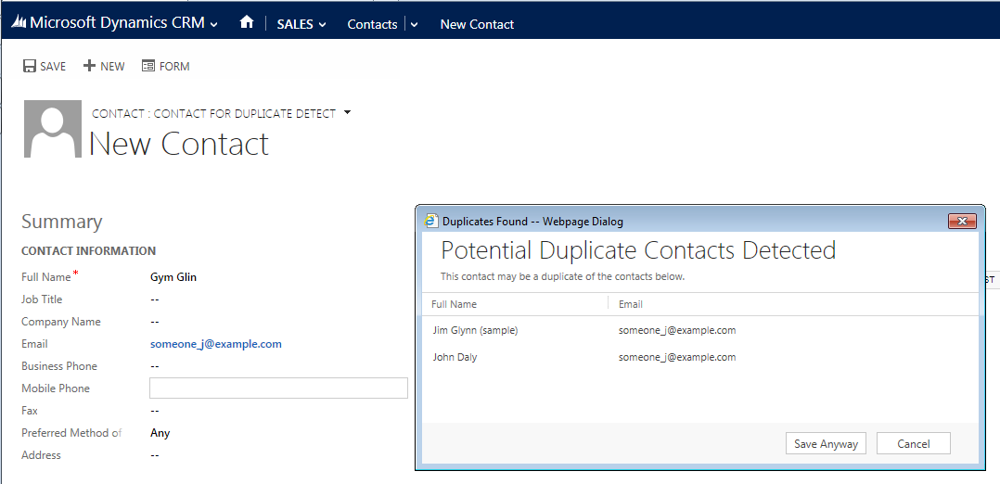 Microsoft Dynamics CRM SALES Contacts New Contact
SAVE NEW FORM
CONTACT : CONTACT FOR DUPLICATE DETECT
New Contact
Summary
CONTACT INFORMATION
Full Name* Gym Glin
Job Title --
Company Name --
Email someone_j@example.com
Business Phone --
Mobile Phone
Fax --
Preferred Method of Any
Address --
Duplicates Found -- Webpage Dialog
Potential Duplicate Contacts Detected
This contact may be a duplicate of the contacts below.
Full Name Email
Jim Glynn (sample) someone_j@example.com
John Daly someone_j@example.com
Save Anyway Cancel
ST